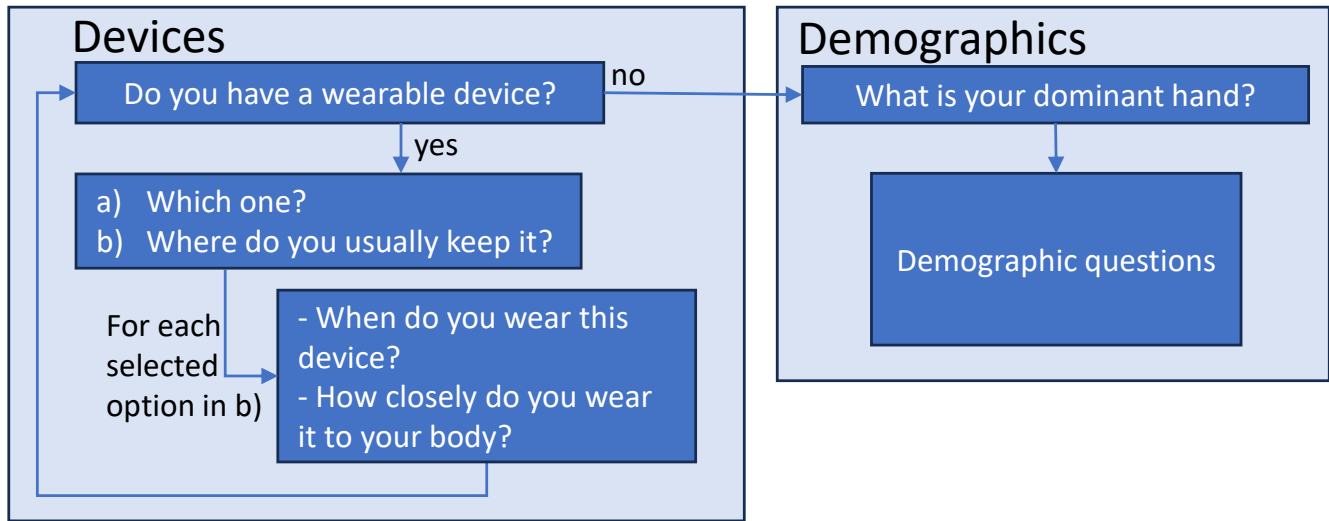 Devices
Do you have a wearable device?
no
yes
a) Which one?
b) Where do you usually keep it?
For each
selected
option in b)
- When do you wear this
device?
- How closely do you wear
it to your body?
Demographics
What is your dominant hand?
Demographic questions